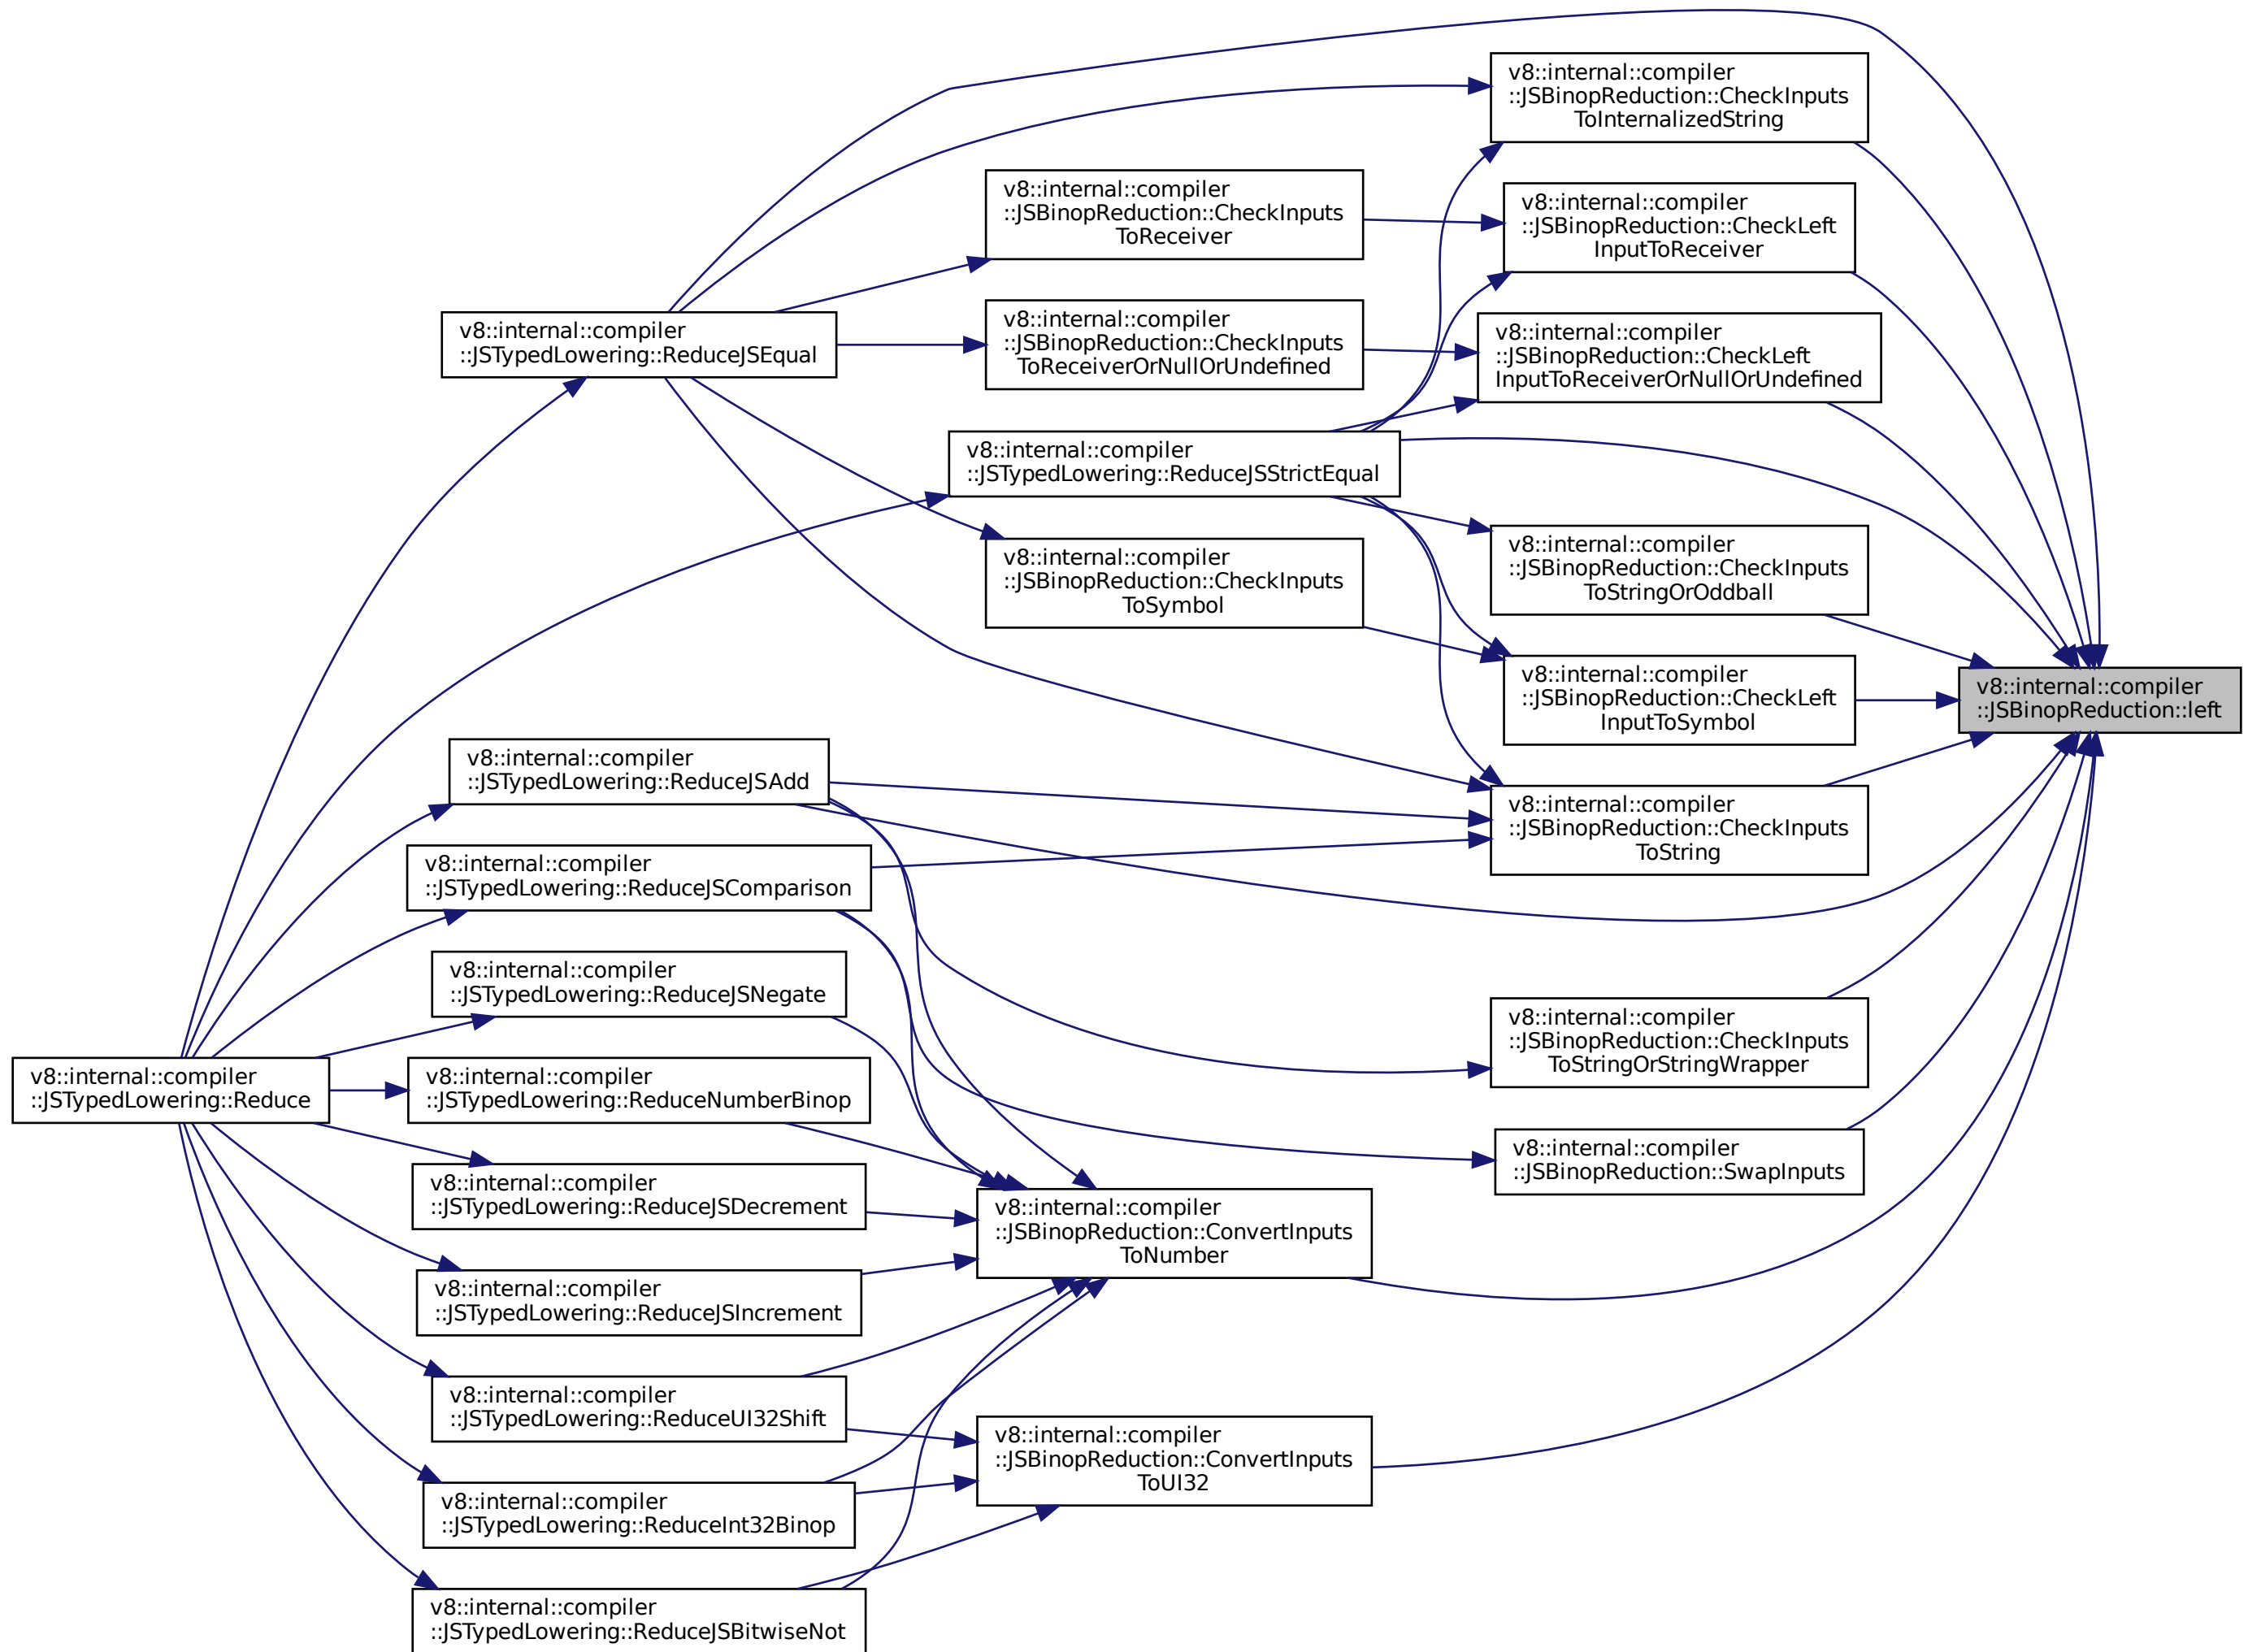 v8::internal::compiler
::JSBinopReduction::CheckInputs
ToInternalizedString
v8::internal::compiler
::JSBinopReduction::CheckInputs
ToReceiver
v8::internal::compiler
::JSBinopReduction::CheckLeft
InputToReceiver
v8::internal::compiler
::JSTypedLowering::ReduceJSEqual
v8::internal::compiler
::JSBinopReduction::CheckInputs
ToReceiverOrNullOrUndefined
v8::internal::compiler
::JSBinopReduction::CheckLeft
InputToReceiverOrNullOrUndefined
v8::internal::compiler
::JSTypedLowering::ReduceJSStrictEqual
v8::internal::compiler
::JSBinopReduction::CheckInputs
ToSymbol
v8::internal::compiler
::JSBinopReduction::CheckInputs
ToStringOrOddball
v8::internal::compiler
::JSBinopReduction::CheckLeft
InputToSymbol
v8::internal::compiler
::JSBinopReduction::left
v8::internal::compiler
::JSTypedLowering::ReduceJSAdd
v8::internal::compiler
::JSBinopReduction::CheckInputs
ToString
v8::internal::compiler
::JSTypedLowering::ReduceJSComparison
v8::internal::compiler
::JSTypedLowering::ReduceJSNegate
v8::internal::compiler
::JSBinopReduction::CheckInputs
ToStringOrStringWrapper
v8::internal::compiler
::JSTypedLowering::Reduce
v8::internal::compiler
::JSTypedLowering::ReduceNumberBinop
v8::internal::compiler
::JSBinopReduction::SwapInputs
v8::internal::compiler
::JSTypedLowering::ReduceJSDecrement
v8::internal::compiler
::JSBinopReduction::ConvertInputs
ToNumber
v8::internal::compiler
::JSTypedLowering::ReduceJSIncrement
v8::internal::compiler
::JSTypedLowering::ReduceUI32Shift
v8::internal::compiler
::JSBinopReduction::ConvertInputs
ToUI32
v8::internal::compiler
::JSTypedLowering::ReduceInt32Binop
v8::internal::compiler
::JSTypedLowering::ReduceJSBitwiseNot